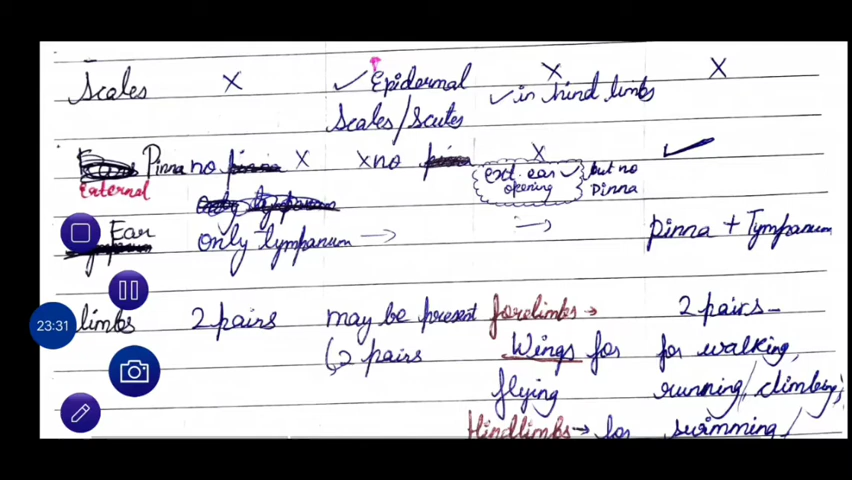 Scales X ✓ Epidermal X X
Scales/Scutes ✓ in hind limbs
Pinna no X X no X ✓
External ext. ear ✓ but no
opening Pinna
Ear only tympanum → → pinna + Tympanum
limbs 2 pairs may be present forelimbs → 2 pairs -
(2 pairs Wings for for walking,
flying running, climbing,
Hindlimbs → for swimming,
23:31